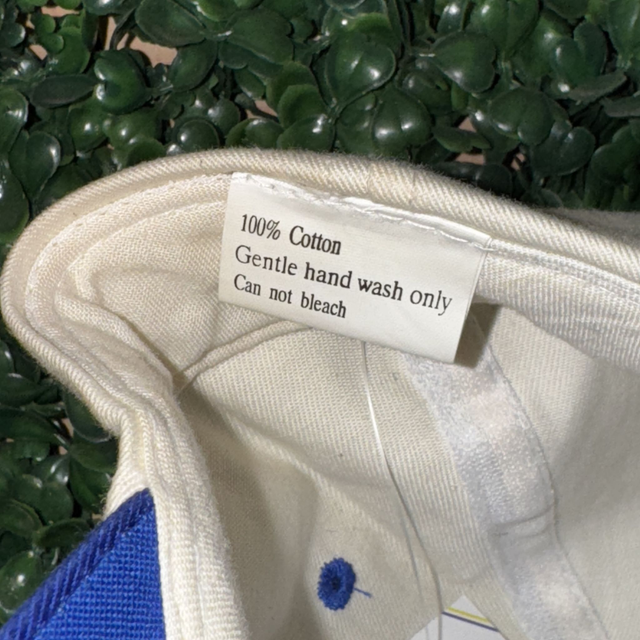 100% Cotton
Gentle hand wash only
Can not bleach